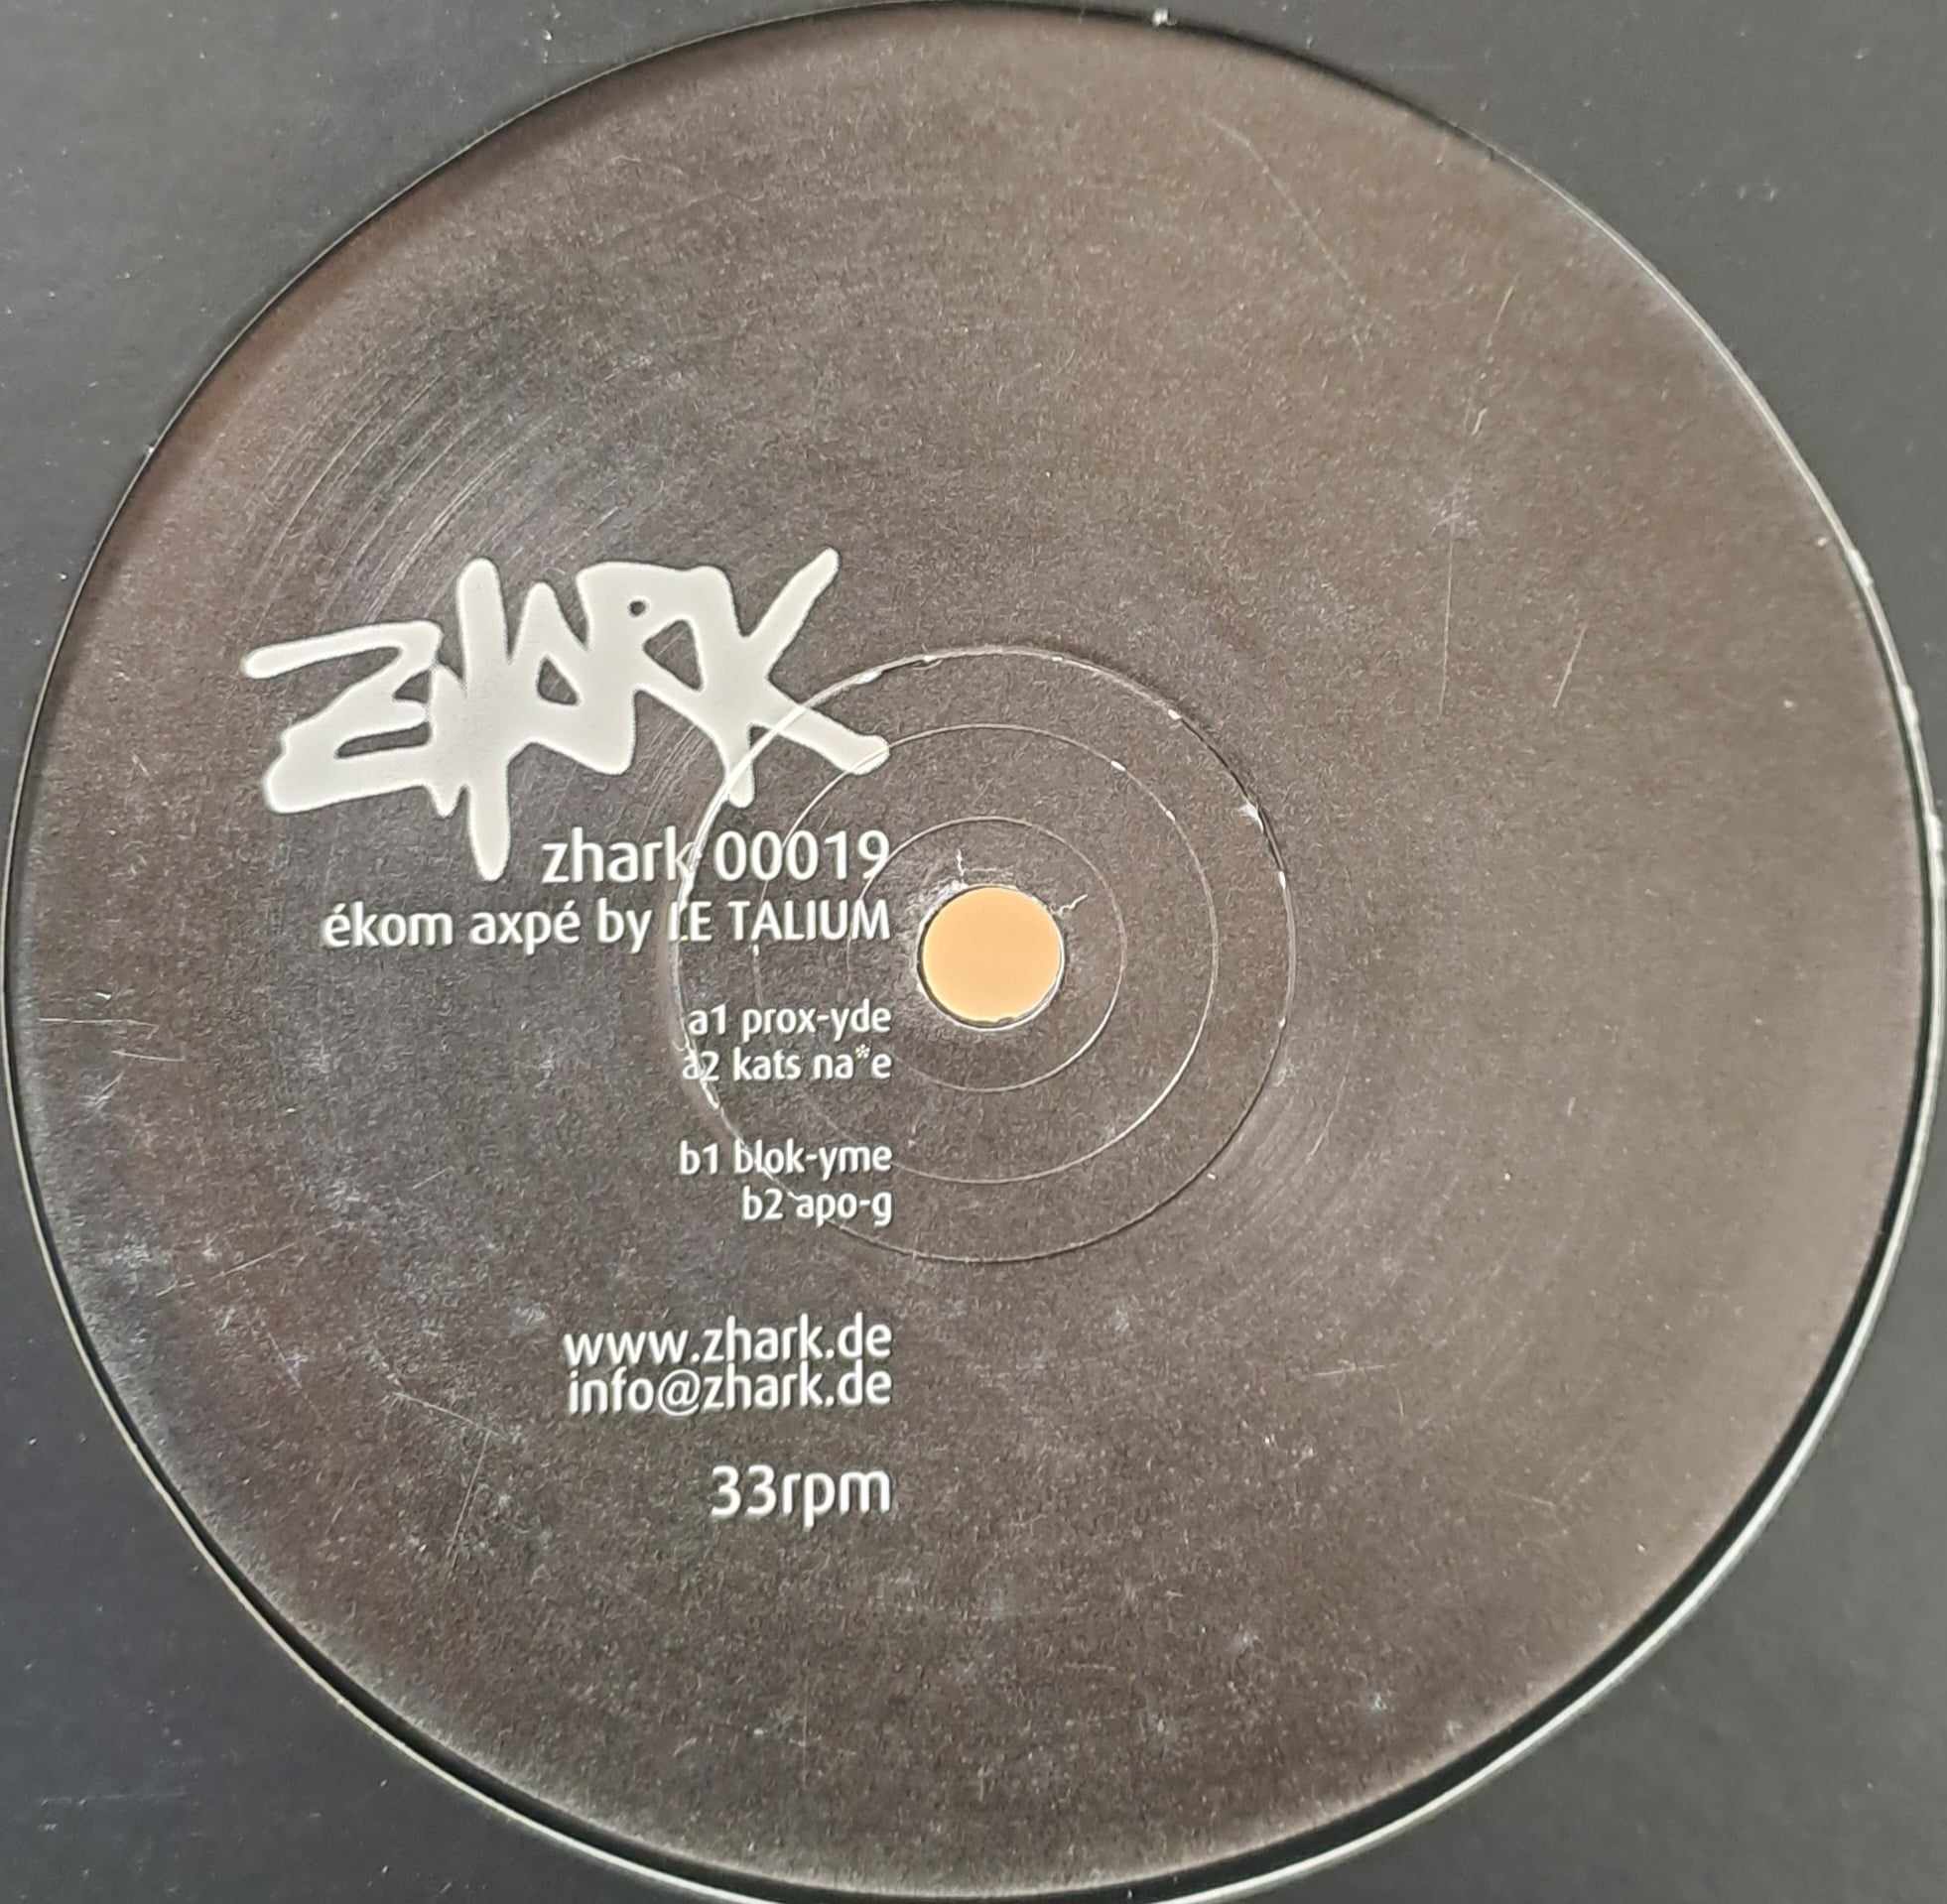 ZHARK
zhark 00019
ékom axpé by LE TALIUM
a1 prox-yde
a2 kats na*e
b1 blok-yme
b2 apo-g
www.zhark.de
info@zhark.de
33rpm